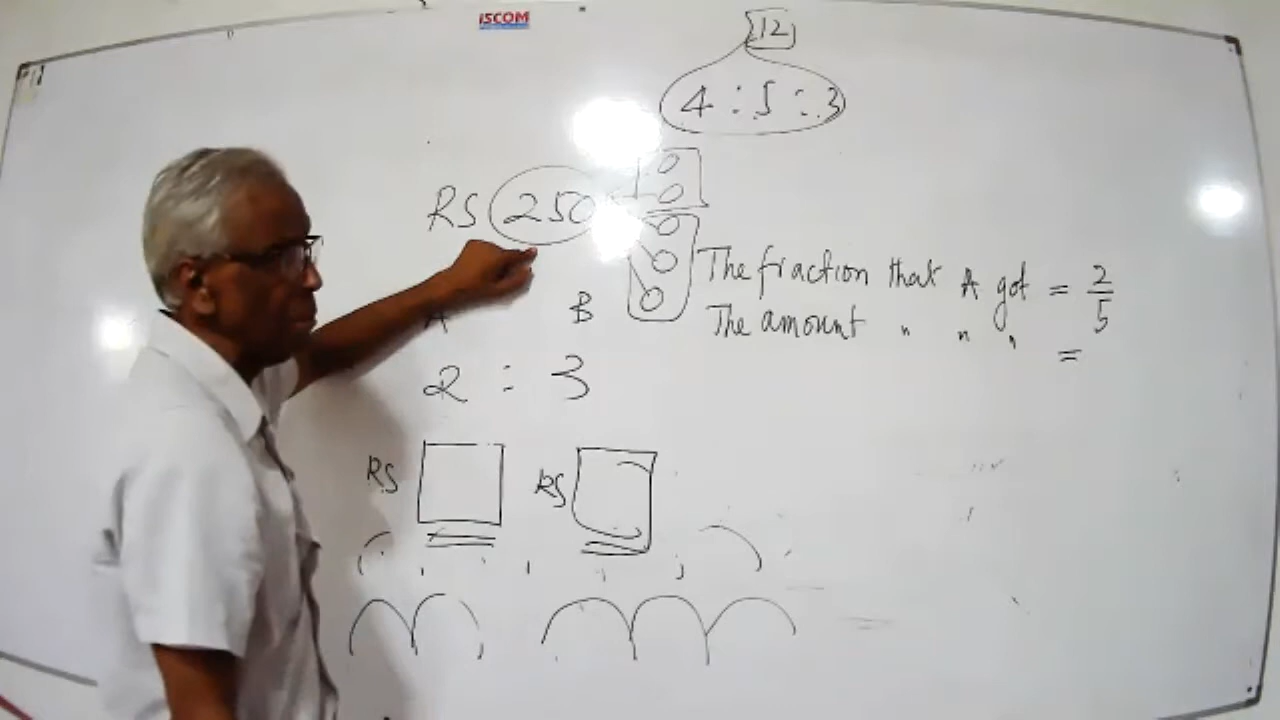 iSCOM
12
4 : 5 : 3
RS 250
The fraction that A got = 2/5
The amount " " " =
A B
2 : 3
RS RS